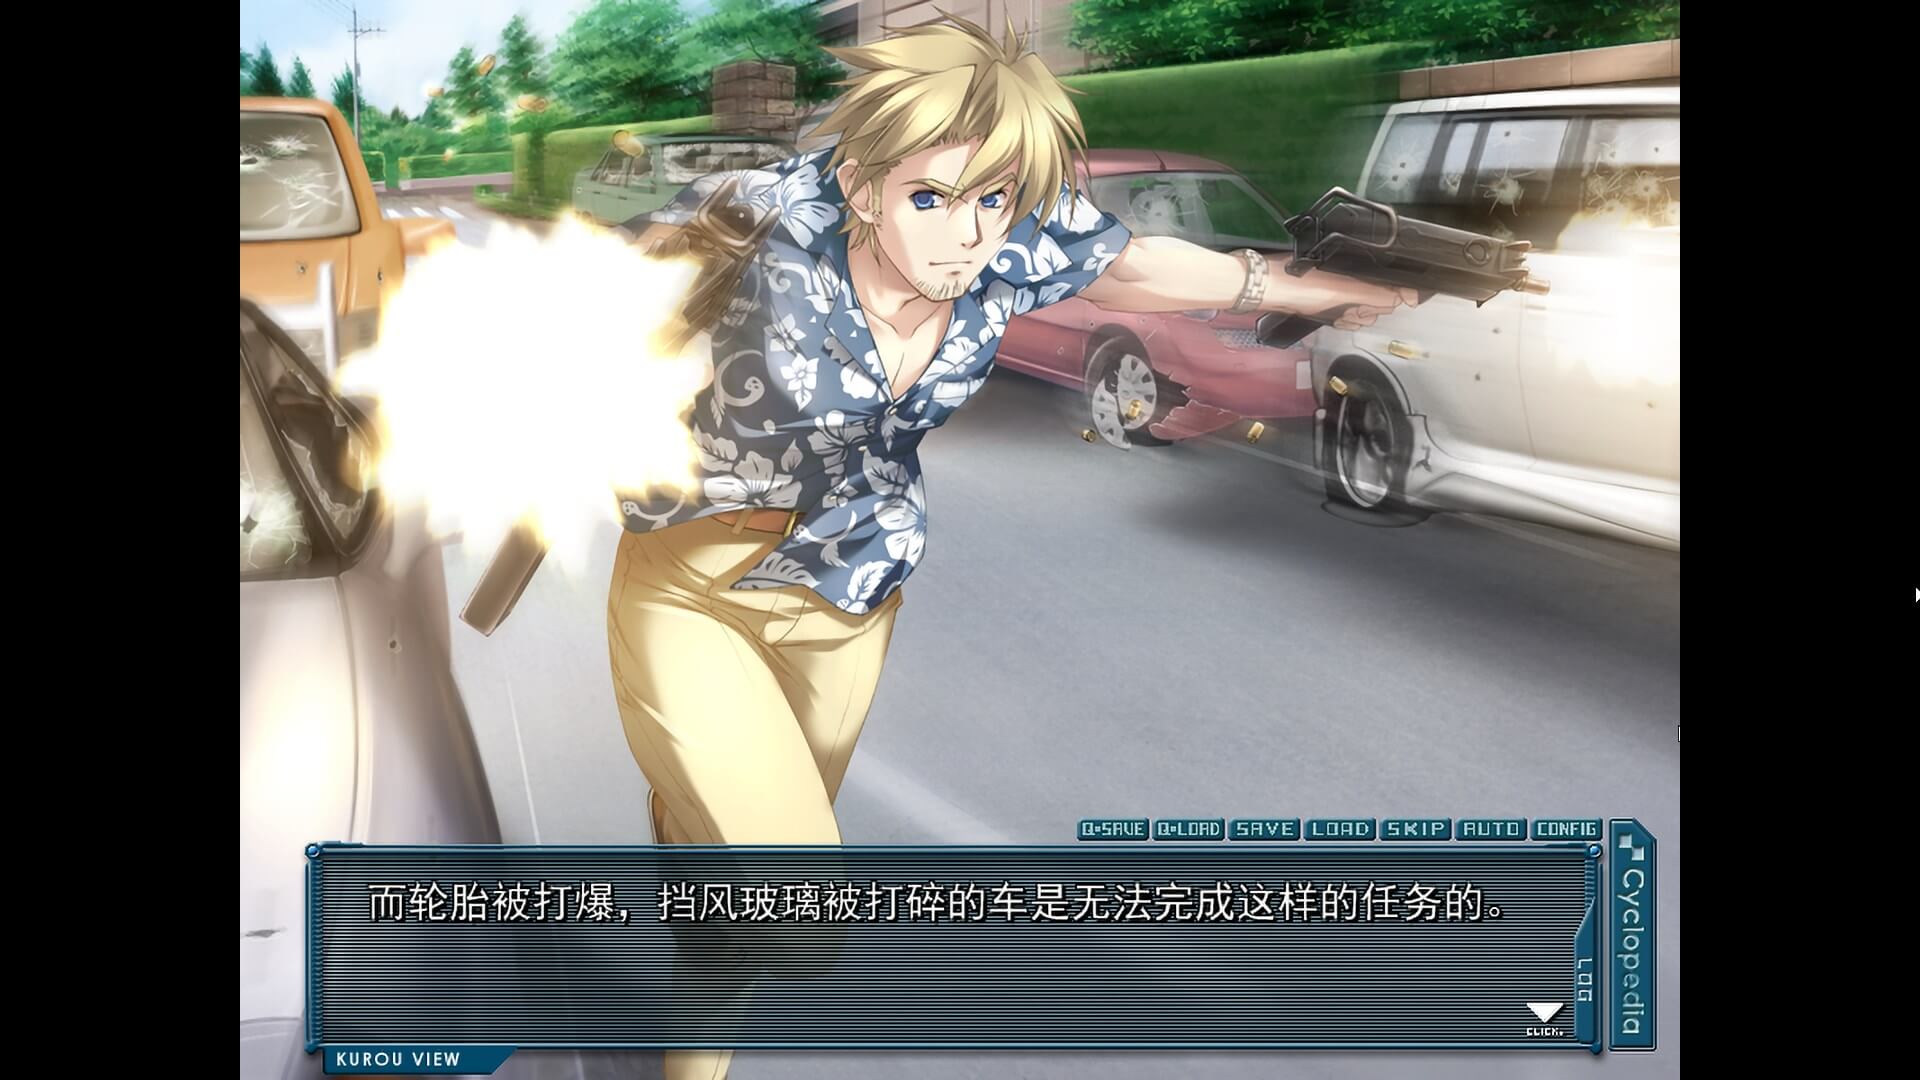 Q-SAVE Q-LOAD SAVE LOAD SKIP AUTO CONFIG
而轮胎被打爆，挡风玻璃被打碎的车是无法完成这样的任务的。
Cyclopedia
LOG
CLICK.
KUROU VIEW